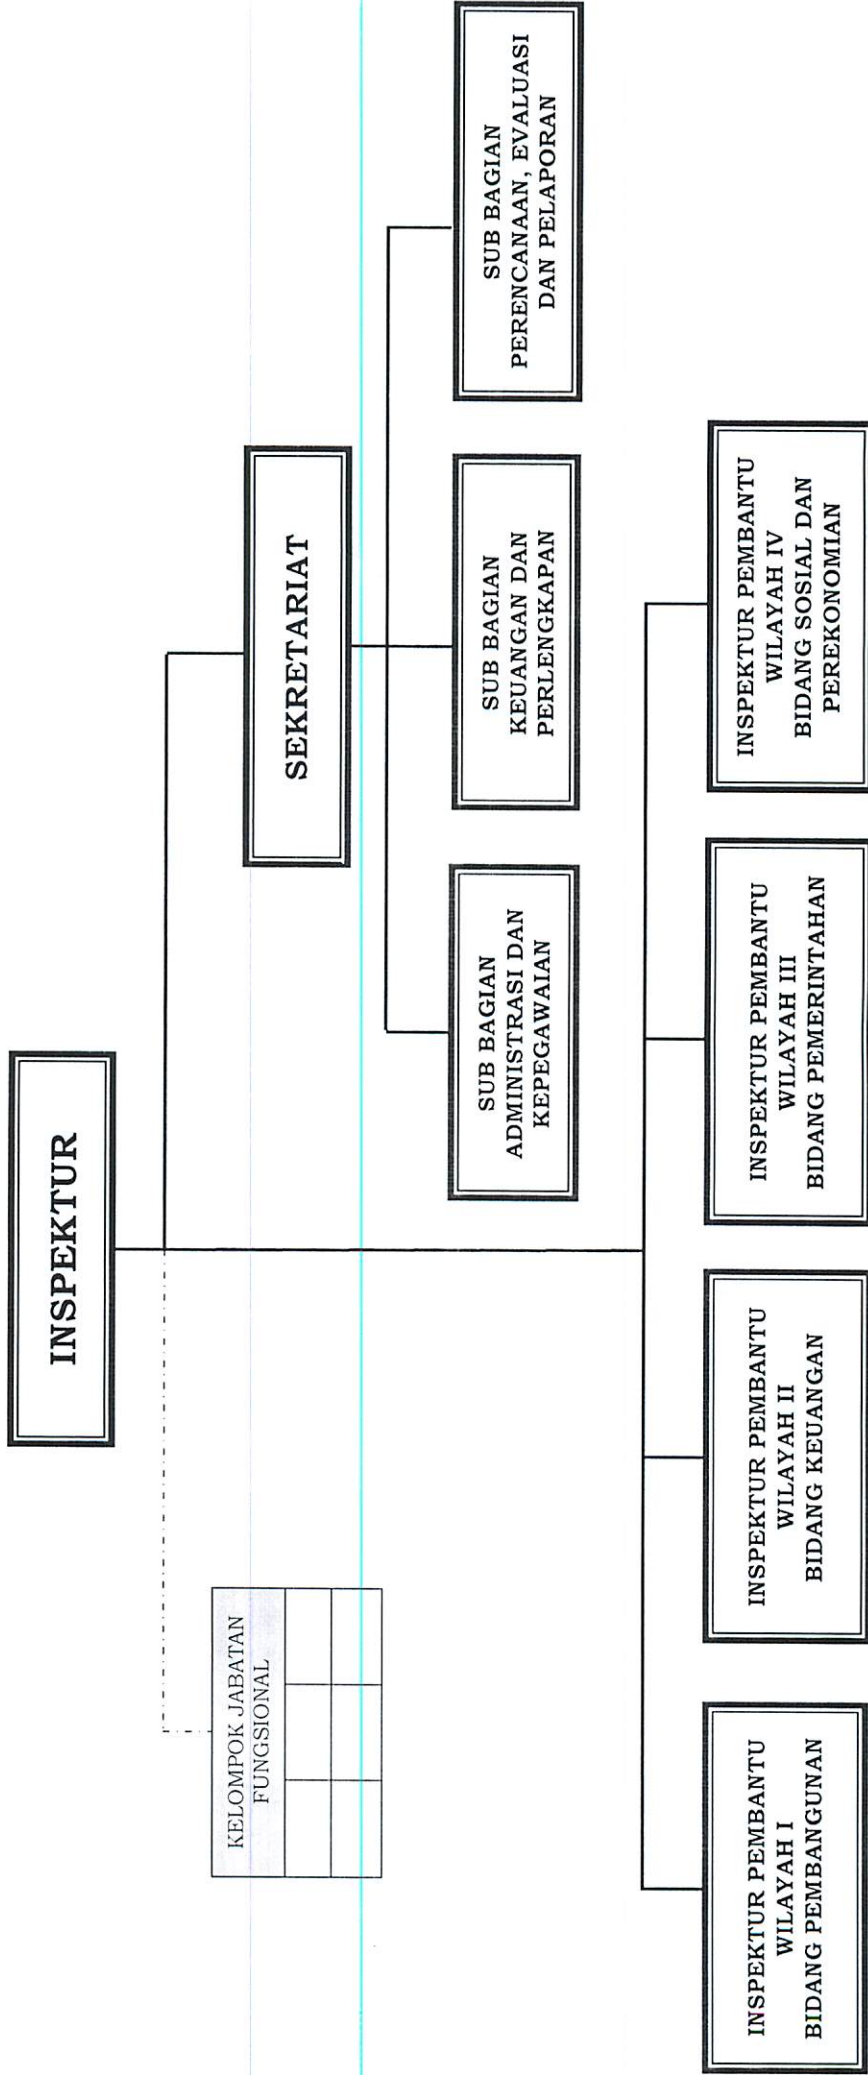 INSPEKTUR
KELOMPOK JABATAN
FUNGSIONAL
SEKRETARIAT
SUB BAGIAN
ADMINISTRASI DAN
KEPEGAWAIAN
SUB BAGIAN
KEUANGAN DAN
PERLENGKAPAN
SUB BAGIAN
PERENCANAAN, EVALUASI
DAN PELAPORAN
INSPEKTUR PEMBANTU
WILAYAH I
BIDANG PEMBANGUNAN
INSPEKTUR PEMBANTU
WILAYAH II
BIDANG KEUANGAN
INSPEKTUR PEMBANTU
WILAYAH III
BIDANG PEMERINTAHAN
INSPEKTUR PEMBANTU
WILAYAH IV
BIDANG SOSIAL DAN
PEREKONOMIAN